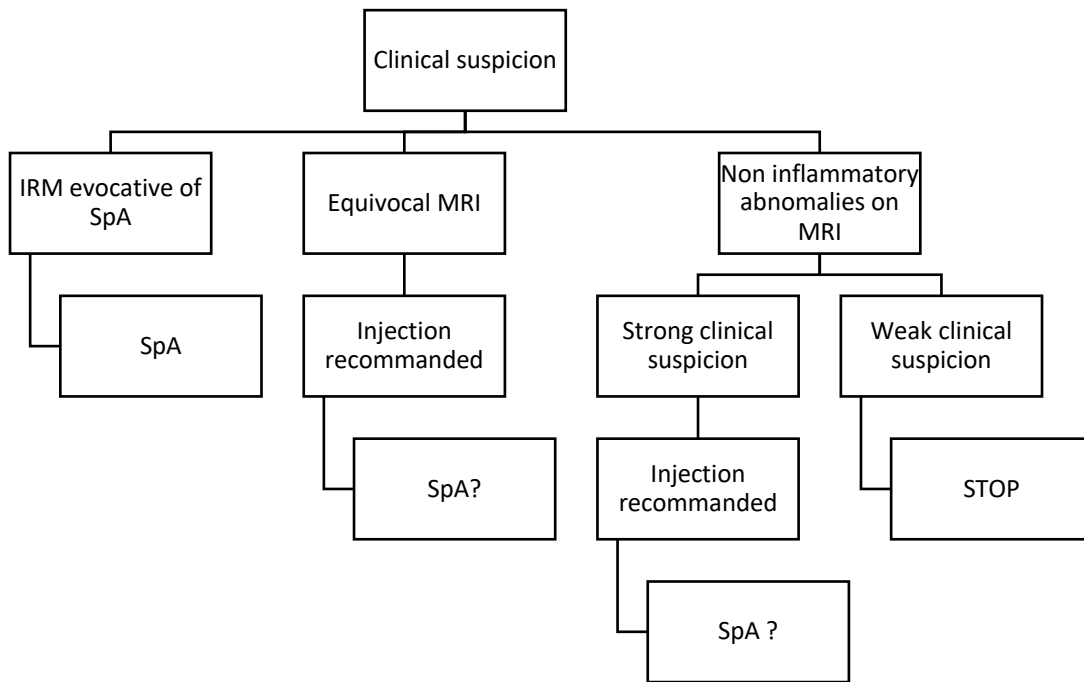 Clinical suspicion
IRM evocative of
SpA
Equivocal MRI
Non inflammatory
abnomalies on
MRI
SpA
Injection
recommanded
Strong clinical
suspicion
Weak clinical
suspicion
SpA?
Injection
recommanded
STOP
SpA ?